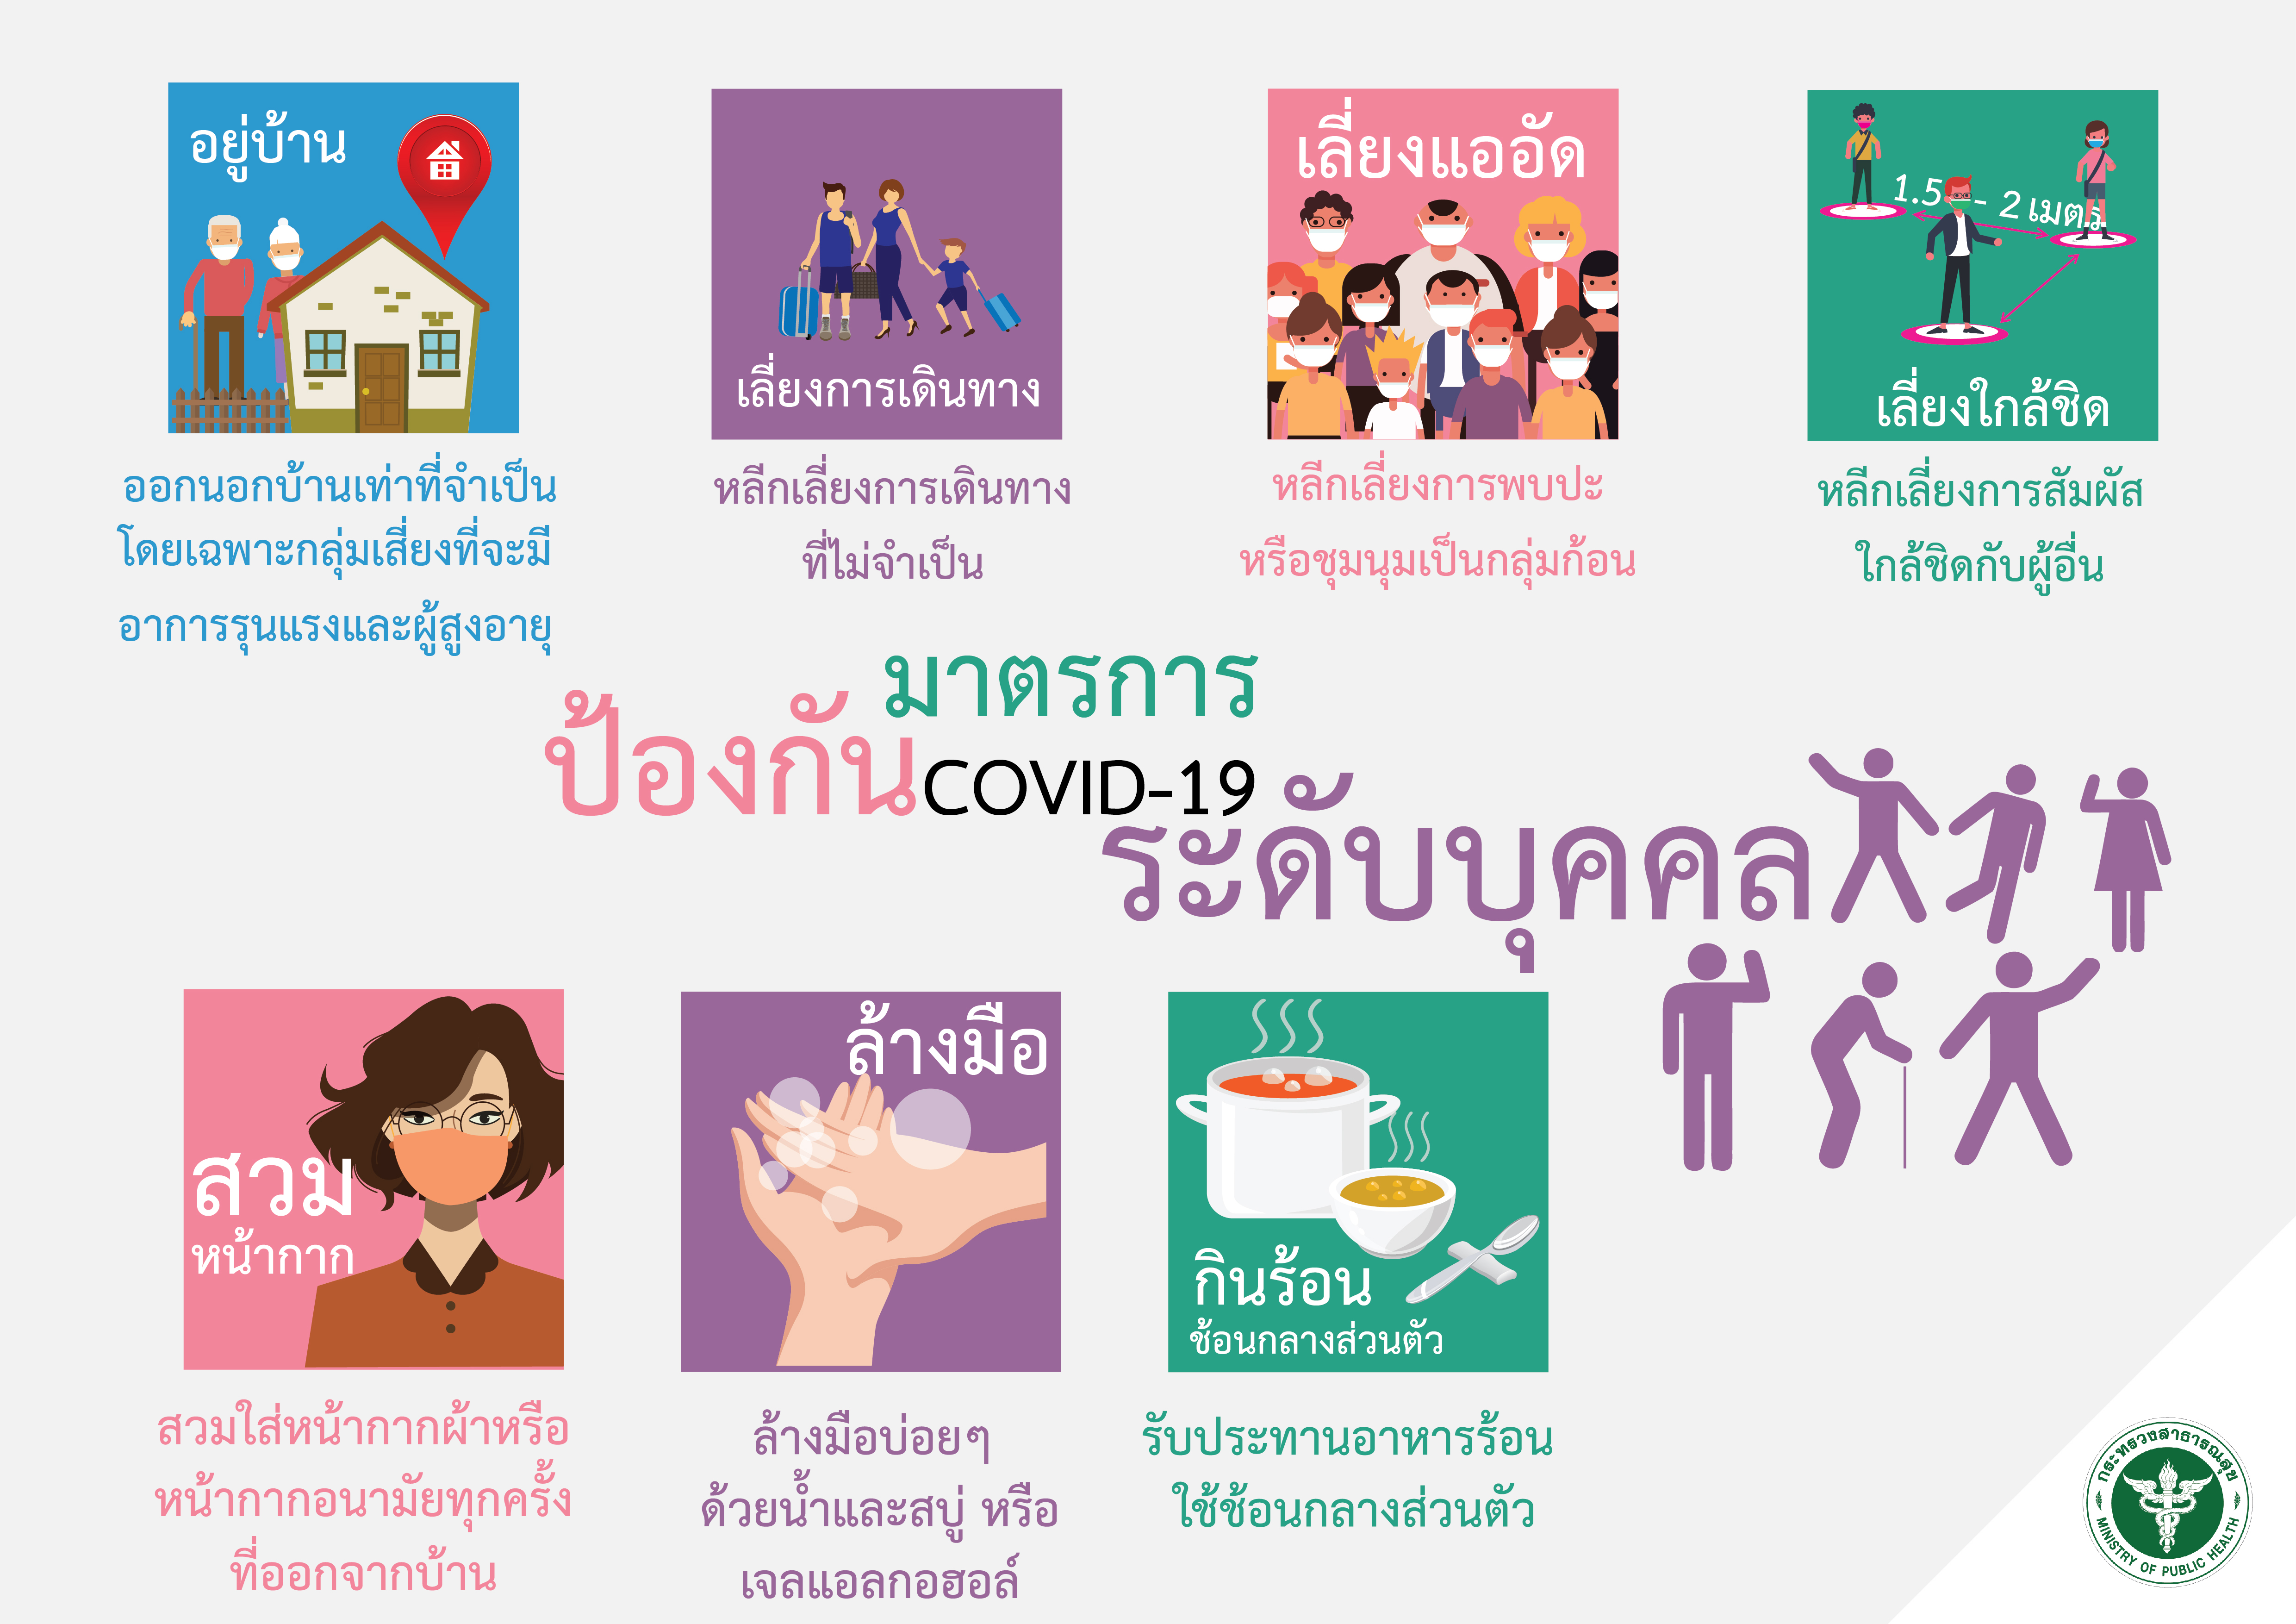 อยู่บ้าน
ออกนอกบ้านเท่าที่จำเป็น
โดยเฉพาะกลุ่มเสี่ยงที่จะมี
อาการรุนแรงและผู้สูงอายุ
เลี่ยงการเดินทาง
หลีกเลี่ยงการเดินทาง
ที่ไม่จำเป็น
เลี่ยงแออัด
หลีกเลี่ยงการพบปะ
หรือชุมนุมเป็นกลุ่มก้อน
1.5 - 2 เมตร
เลี่ยงใกล้ชิด
หลีกเลี่ยงการสัมผัส
ใกล้ชิดกับผู้อื่น
มาตรการ
ป้องกัน COVID-19
ระดับบุคคล
สวม
หน้ากาก
สวมใส่หน้ากากผ้าหรือ
หน้ากากอนามัยทุกครั้ง
ที่ออกจากบ้าน
ล้างมือ
ล้างมือบ่อยๆ
ด้วยน้ำและสบู่ หรือ
เจลแอลกอฮอล์
กินร้อน
ช้อนกลางส่วนตัว
รับประทานอาหารร้อน
ใช้ช้อนกลางส่วนตัว
กระทรวงสาธารณสุข
MINISTRY OF PUBLIC HEALTH